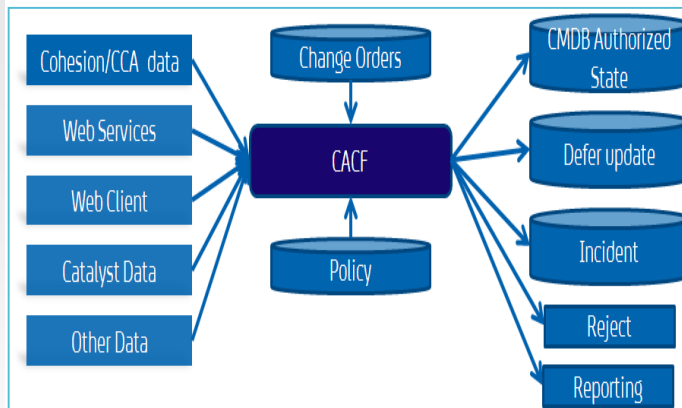 Cohesion/CCA data
Web Services
Web Client
Catalyst Data
Other Data
Change Orders
CACF
Policy
CMDB Authorized
State
Defer update
Incident
Reject
Reporting